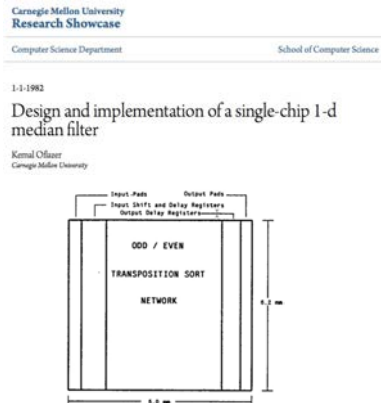 Carnegie Mellon University
Research Showcase
Computer Science Department School of Computer Science
1-1-1982
Design and implementation of a single-chip 1-d
median filter
Kemal Oflazer
Carnegie Mellon University
Input Pads Output Pads
Input Shift and Delay Registers
Output Delay Registers
ODD / EVEN
TRANSPOSITION SORT
NETWORK
mm
mm